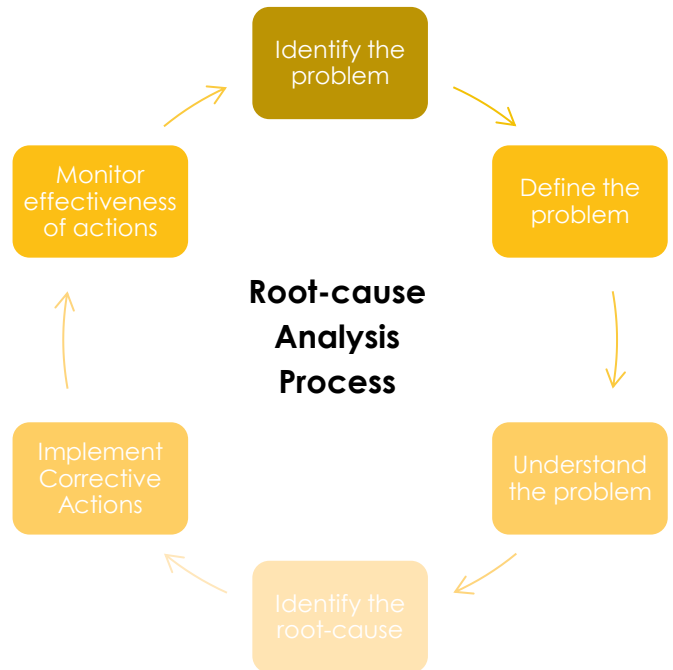 Identify the
problem
Define the
problem
Understand
the problem
Identify the
root-cause
Implement
Corrective
Actions
Monitor
effectiveness
of actions
Root-cause
Analysis
Process